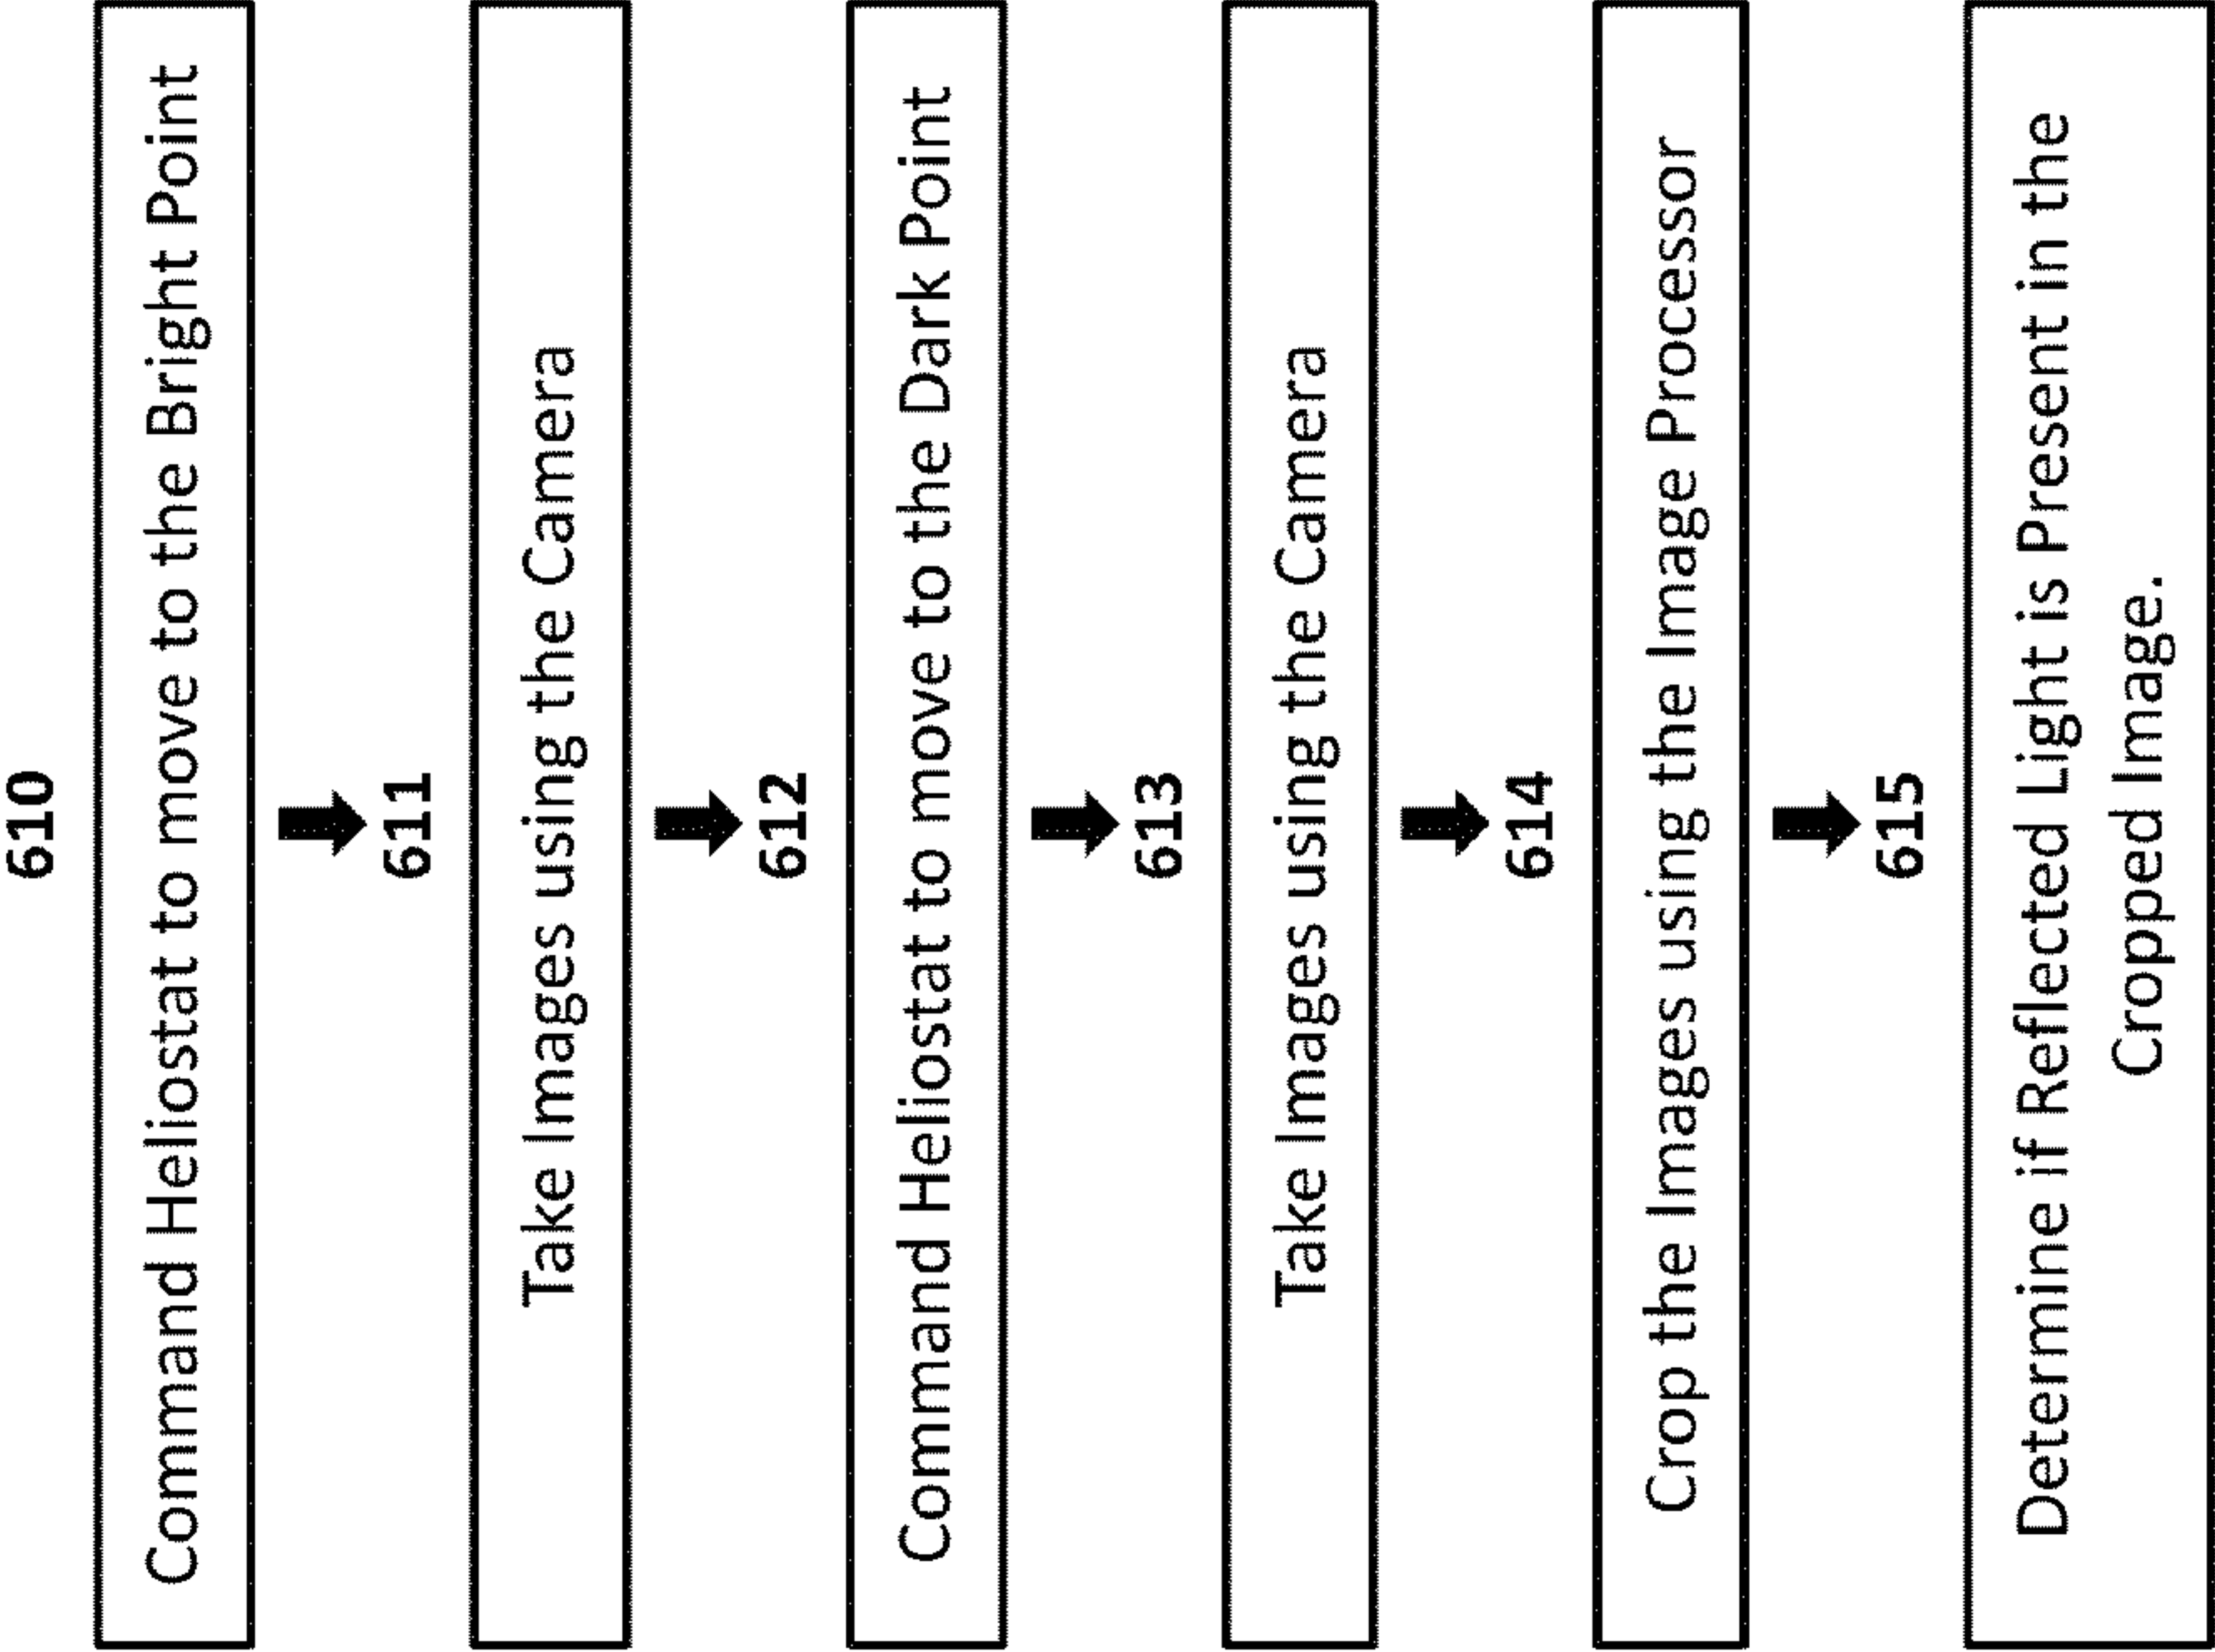 610
Command Heliostat to move to the Bright Point
611
Take Images using the Camera
612
Command Heliostat to move to the Dark Point
613
Take Images using the Camera
614
Crop the Images using the Image Processor
615
Determine if Reflected Light is Present in the
Cropped Image.